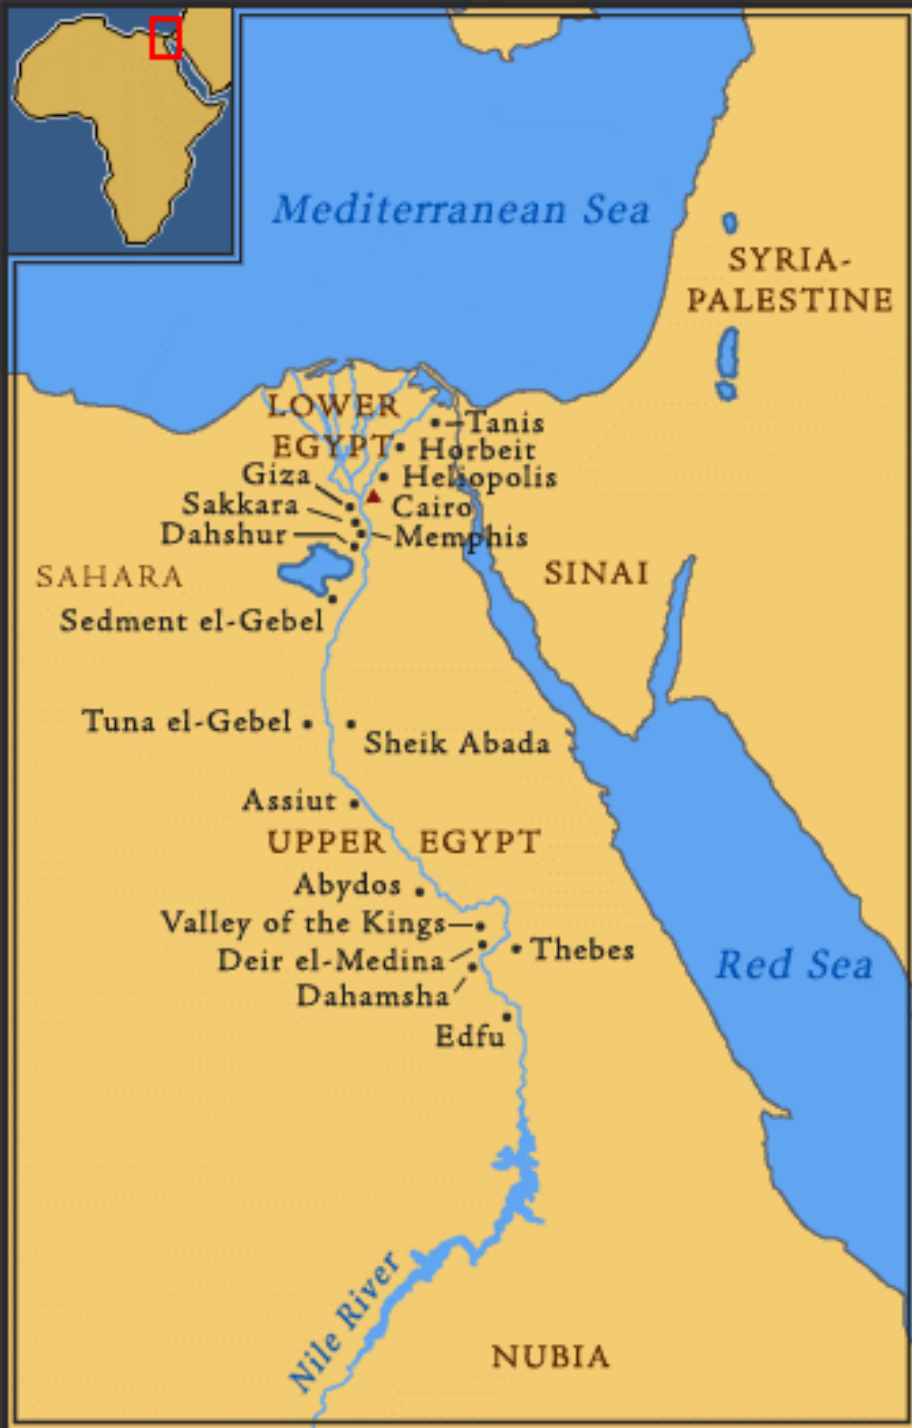 Mediterranean Sea
SYRIA-
PALESTINE
LOWER
EGYPT
Tanis
Horbeit
Giza
Heliopolis
Sakkara
Cairo
Dahshur
Memphis
SAHARA
SINAI
Sedment el-Gebel
Tuna el-Gebel
Sheik Abada
Assiut
UPPER EGYPT
Abydos
Valley of the Kings
Thebes
Deir el-Medina
Red Sea
Dahamsha
Edfu
Nile River
NUBIA